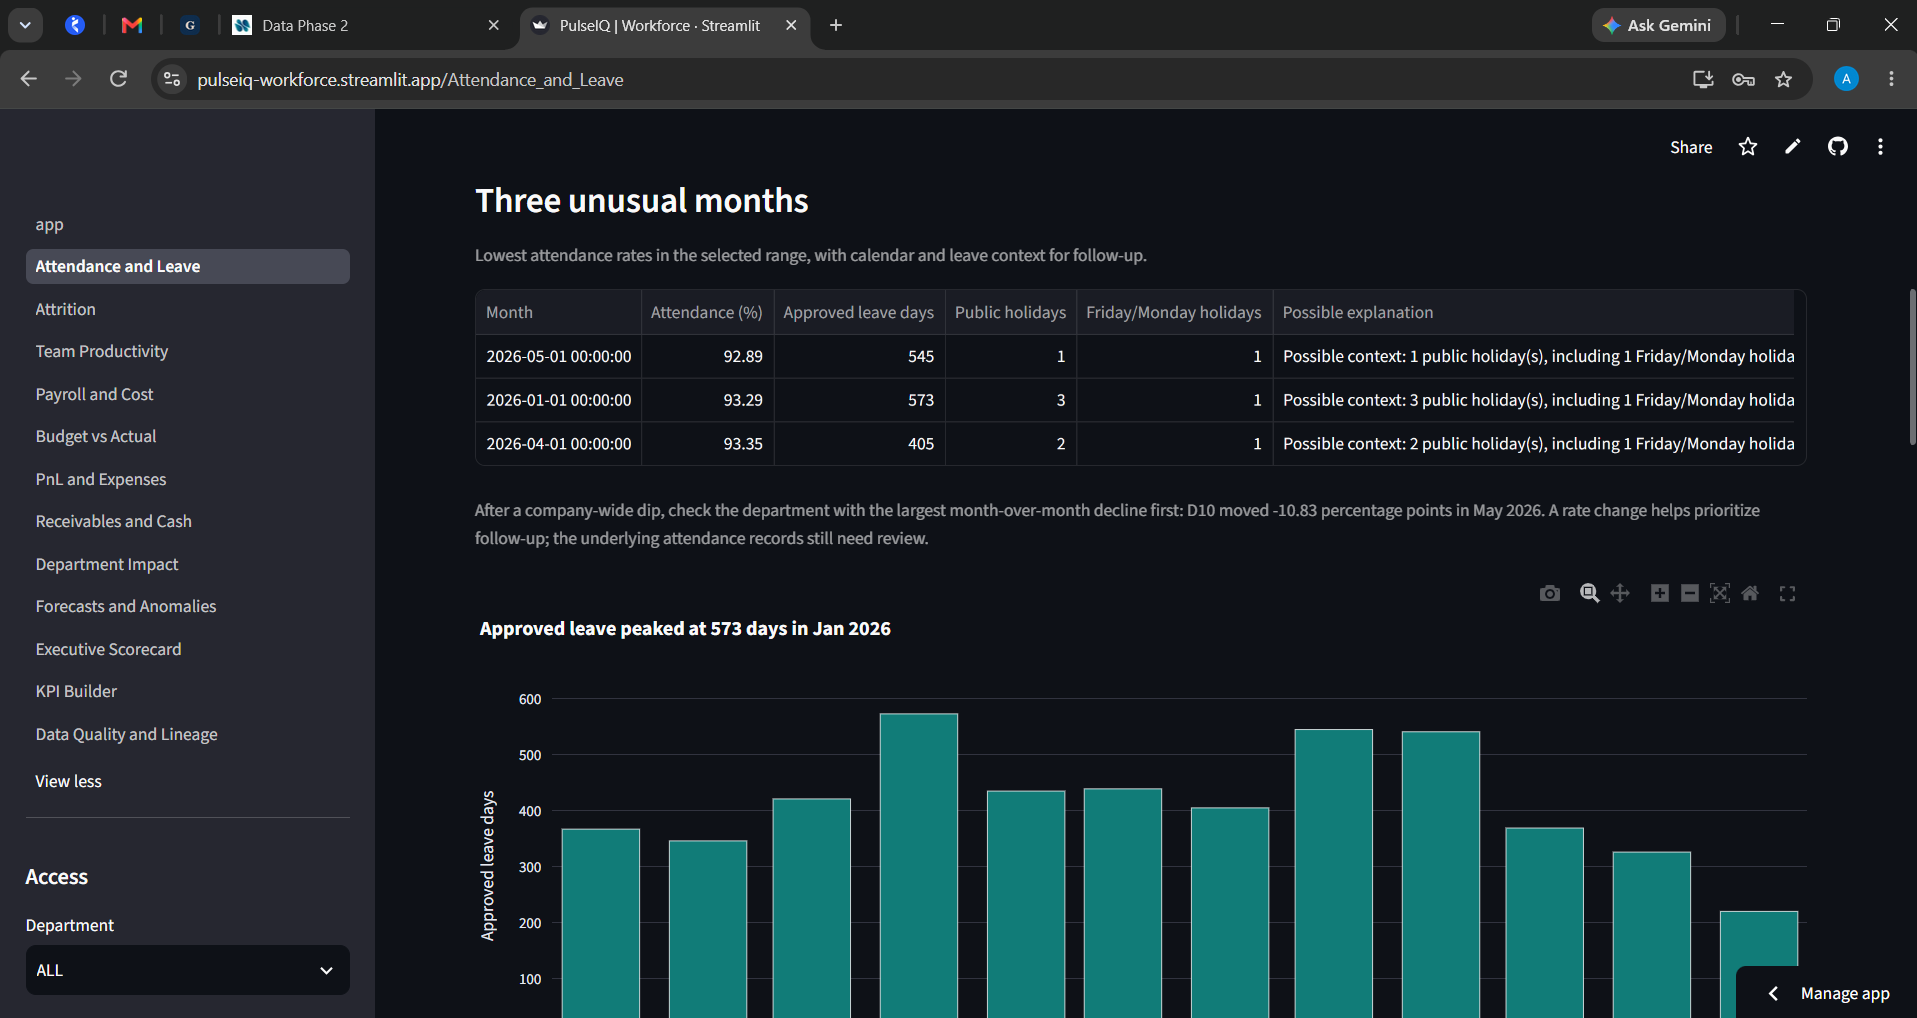 G
Data Phase 2
PulseIQ | Workforce · Streamlit
Ask Gemini
pulseiq-workforce.streamlit.app/Attendance_and_Leave
A
Share
app
Attendance and Leave
Attrition
Team Productivity
Payroll and Cost
Budget vs Actual
PnL and Expenses
Receivables and Cash
Department Impact
Forecasts and Anomalies
Executive Scorecard
KPI Builder
Data Quality and Lineage
View less
Access
Department
ALL
Three unusual months
Lowest attendance rates in the selected range, with calendar and leave context for follow-up.
Month Attendance (%) Approved leave days Public holidays Friday/Monday holidays Possible explanation
2026-05-01 00:00:00 92.89 545 1 1 Possible context: 1 public holiday(s), including 1 Friday/Monday holida
2026-01-01 00:00:00 93.29 573 3 1 Possible context: 3 public holiday(s), including 1 Friday/Monday holida
2026-04-01 00:00:00 93.35 405 2 1 Possible context: 2 public holiday(s), including 1 Friday/Monday holida
After a company-wide dip, check the department with the largest month-over-month decline first: D10 moved -10.83 percentage points in May 2026. A rate change helps prioritize
follow-up; the underlying attendance records still need review.
Approved leave peaked at 573 days in Jan 2026
Approved leave days
600
500
400
300
200
100
Manage app